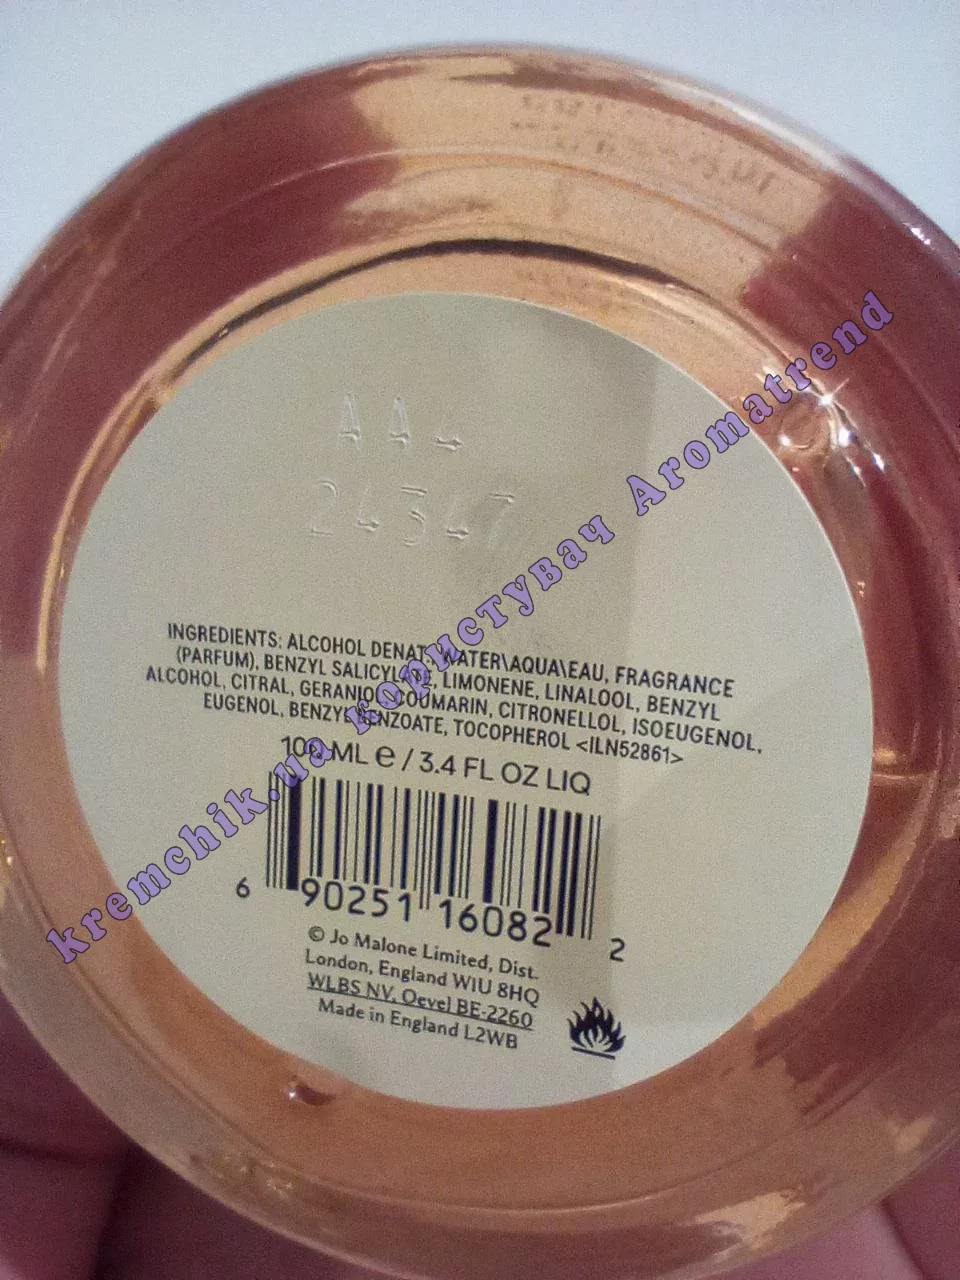 AA4
24347
INGREDIENTS: ALCOHOL DENAT., WATER\AQUA\EAU, FRAGRANCE
(PARFUM), BENZYL SALICYLATE, LIMONENE, LINALOOL, BENZYL
ALCOHOL, CITRAL, GERANIOL, COUMARIN, CITRONELLOL, ISOEUGENOL,
EUGENOL, BENZYL BENZOATE, TOCOPHEROL <ILN52861>
100 ML e / 3.4 FL OZ LIQ
6 90251 16082 2
© Jo Malone Limited, Dist.
London, England W1U 8HQ
WLBS NV, Oevel BE-2260
Made in England L2WB
kremchik.ua користувач Aromatrend